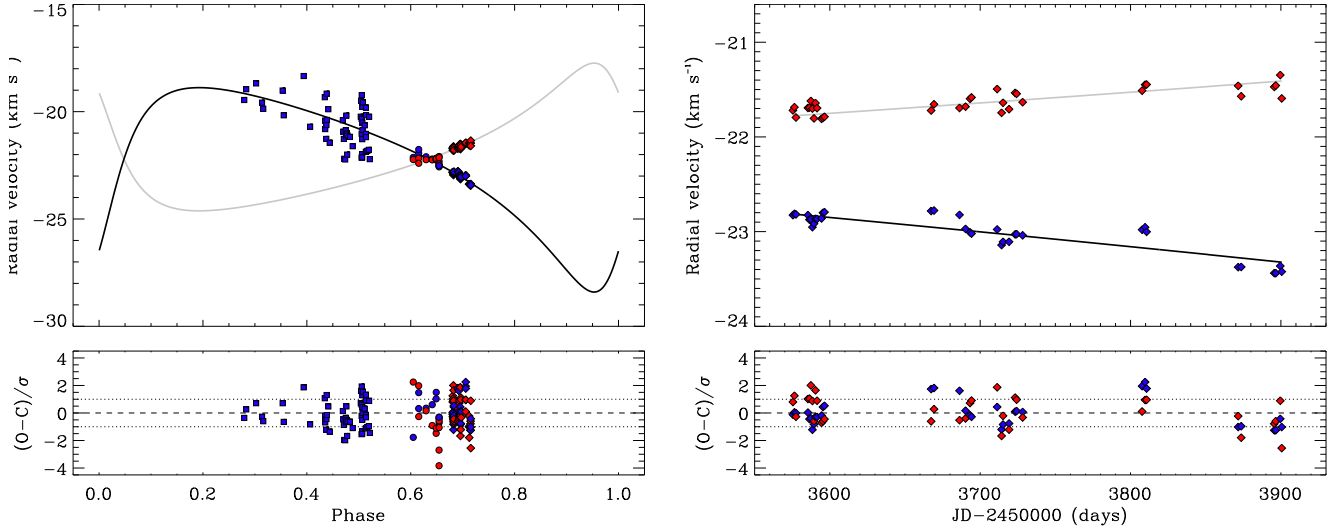 −15
−20
−25
−30
Radial velocity (km s
4
2
0
−2
−4
(O−C)/σ
0.0 0.2 0.4 0.6 0.8 1.0
Phase
−21
−22
−23
−24
Radial velocity (km s⁻¹)
4
2
0
−2
−4
(O−C)/σ
3600 3700 3800 3900
JD−2450000 (days)